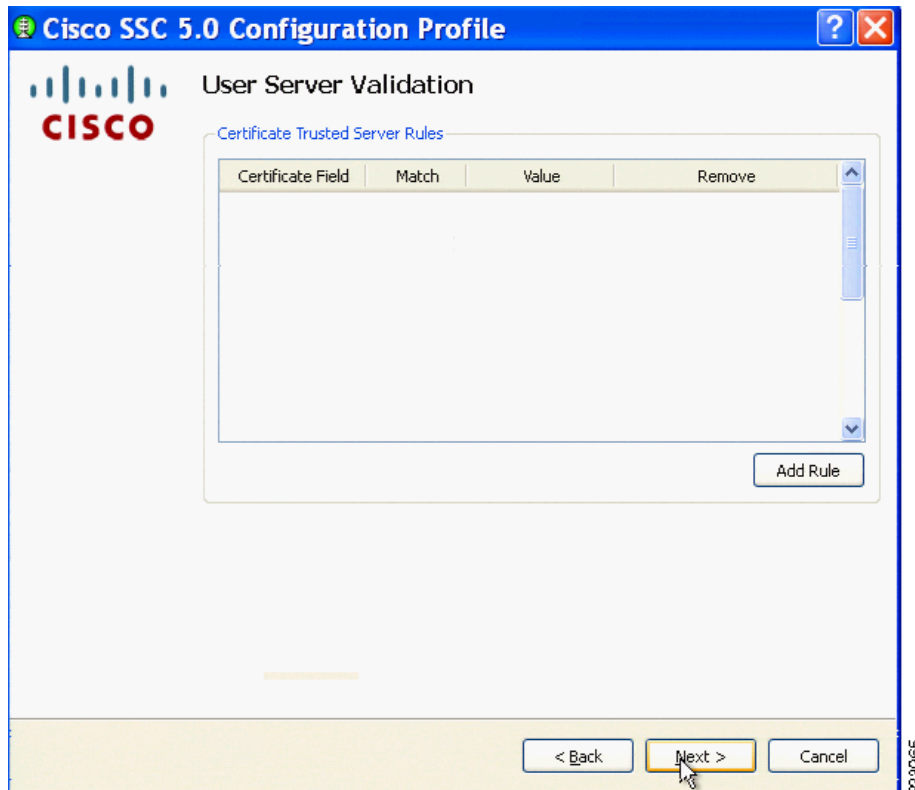 Cisco SSC 5.0 Configuration Profile
?
CISCO
User Server Validation
Certificate Trusted Server Rules
Certificate Field Match Value Remove
Add Rule
< Back Next > Cancel